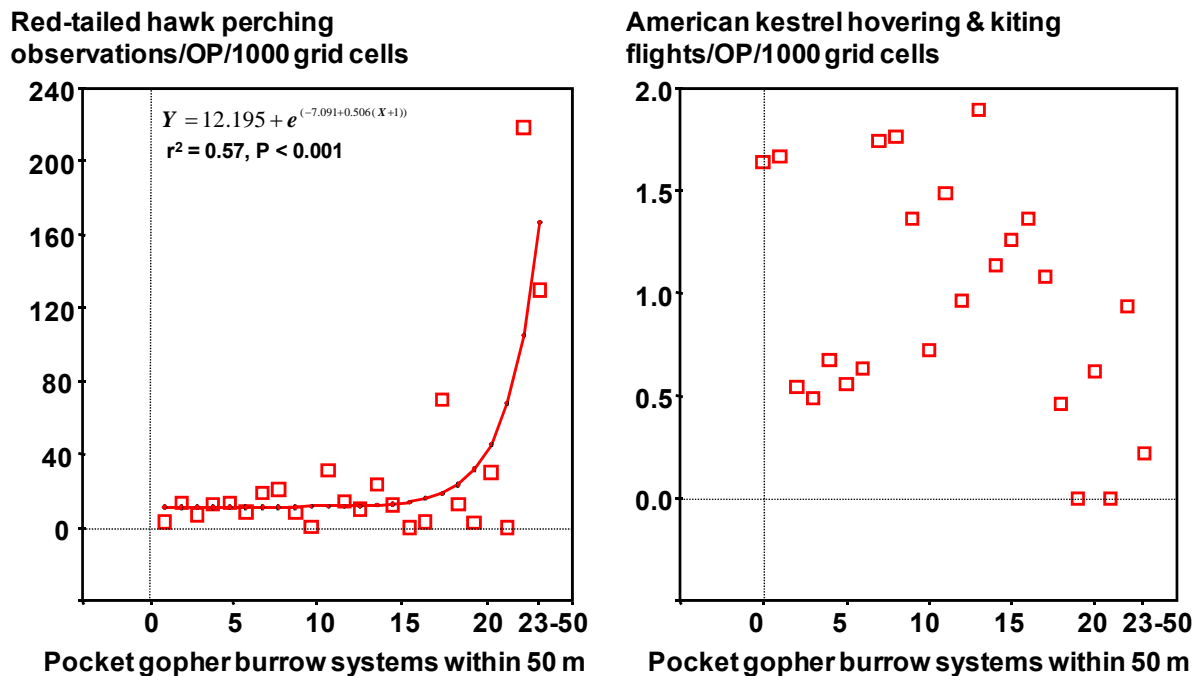 Red-tailed hawk perching
observations/OP/1000 grid cells
240
200
160
120
80
40
0
Y = 12.195 + e^(-7.091+0.506(X+1))
r² = 0.57, P < 0.001
0 5 10 15 20 23-50
Pocket gopher burrow systems within 50 m
American kestrel hovering & kiting
flights/OP/1000 grid cells
2.0
1.5
1.0
0.5
0.0
0 5 10 15 20 23-50
Pocket gopher burrow systems within 50 m